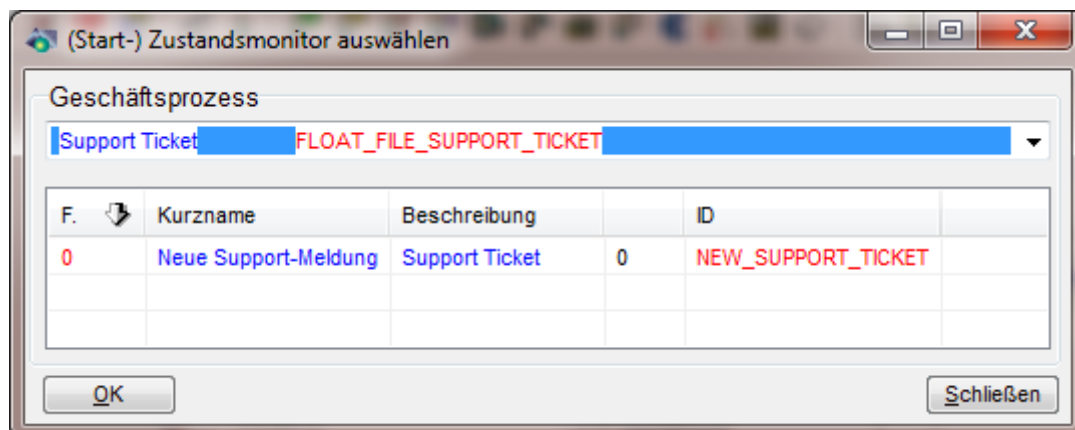 (Start-) Zustandsmonitor auswählen
Geschäftsprozess
Support Ticket FLOAT_FILE_SUPPORT_TICKET
F. Kurzname Beschreibung ID
0 Neue Support-Meldung Support Ticket 0 NEW_SUPPORT_TICKET
OK Schließen